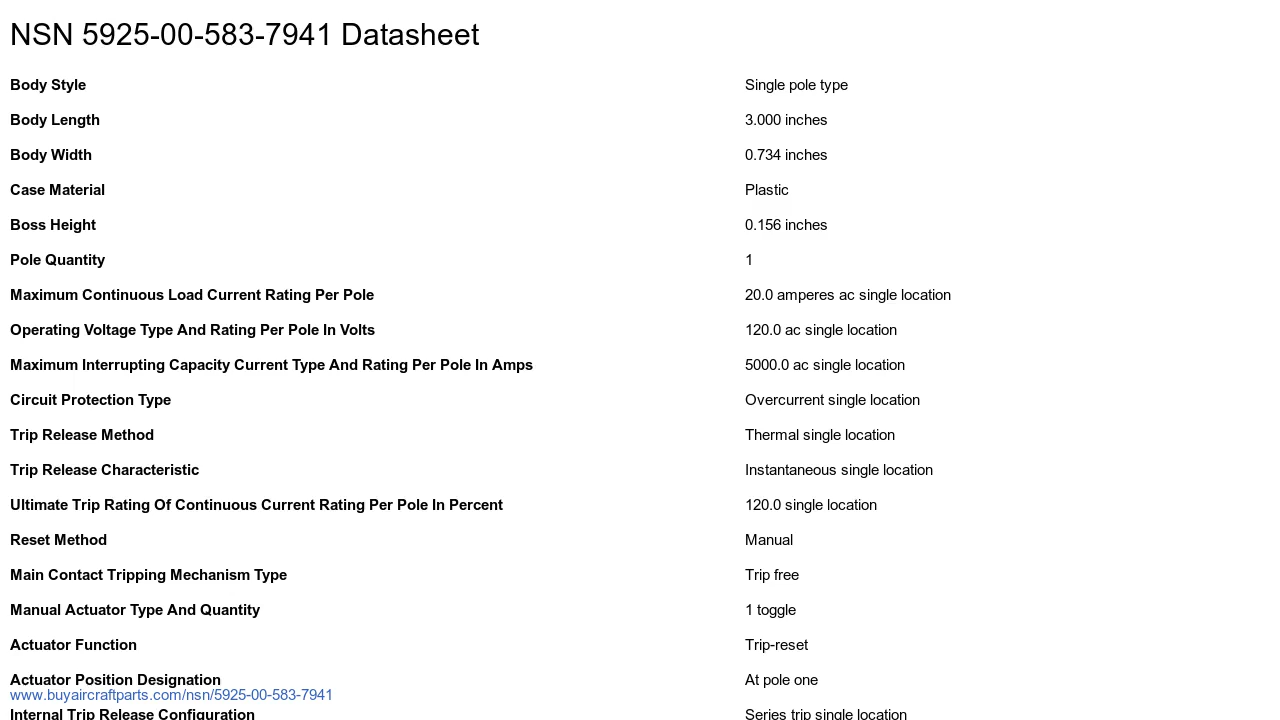 NSN 5925-00-583-7941 Datasheet
Body Style Single pole type
Body Length 3.000 inches
Body Width 0.734 inches
Case Material Plastic
Boss Height 0.156 inches
Pole Quantity 1
Maximum Continuous Load Current Rating Per Pole 20.0 amperes ac single location
Operating Voltage Type And Rating Per Pole In Volts 120.0 ac single location
Maximum Interrupting Capacity Current Type And Rating Per Pole In Amps 5000.0 ac single location
Circuit Protection Type Overcurrent single location
Trip Release Method Thermal single location
Trip Release Characteristic Instantaneous single location
Ultimate Trip Rating Of Continuous Current Rating Per Pole In Percent 120.0 single location
Reset Method Manual
Main Contact Tripping Mechanism Type Trip free
Manual Actuator Type And Quantity 1 toggle
Actuator Function Trip-reset
Actuator Position Designation At pole one
www.buyaircraftparts.com/nsn/5925-00-583-7941
Internal Trip Release Configuration Series trip single location